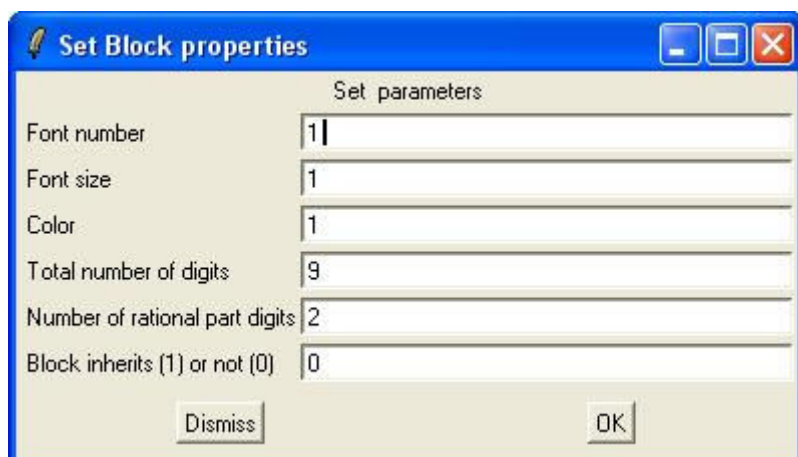 Set Block properties
Set parameters
Font number 1
Font size 1
Color 1
Total number of digits 9
Number of rational part digits 2
Block inherits (1) or not (0) 0
Dismiss OK